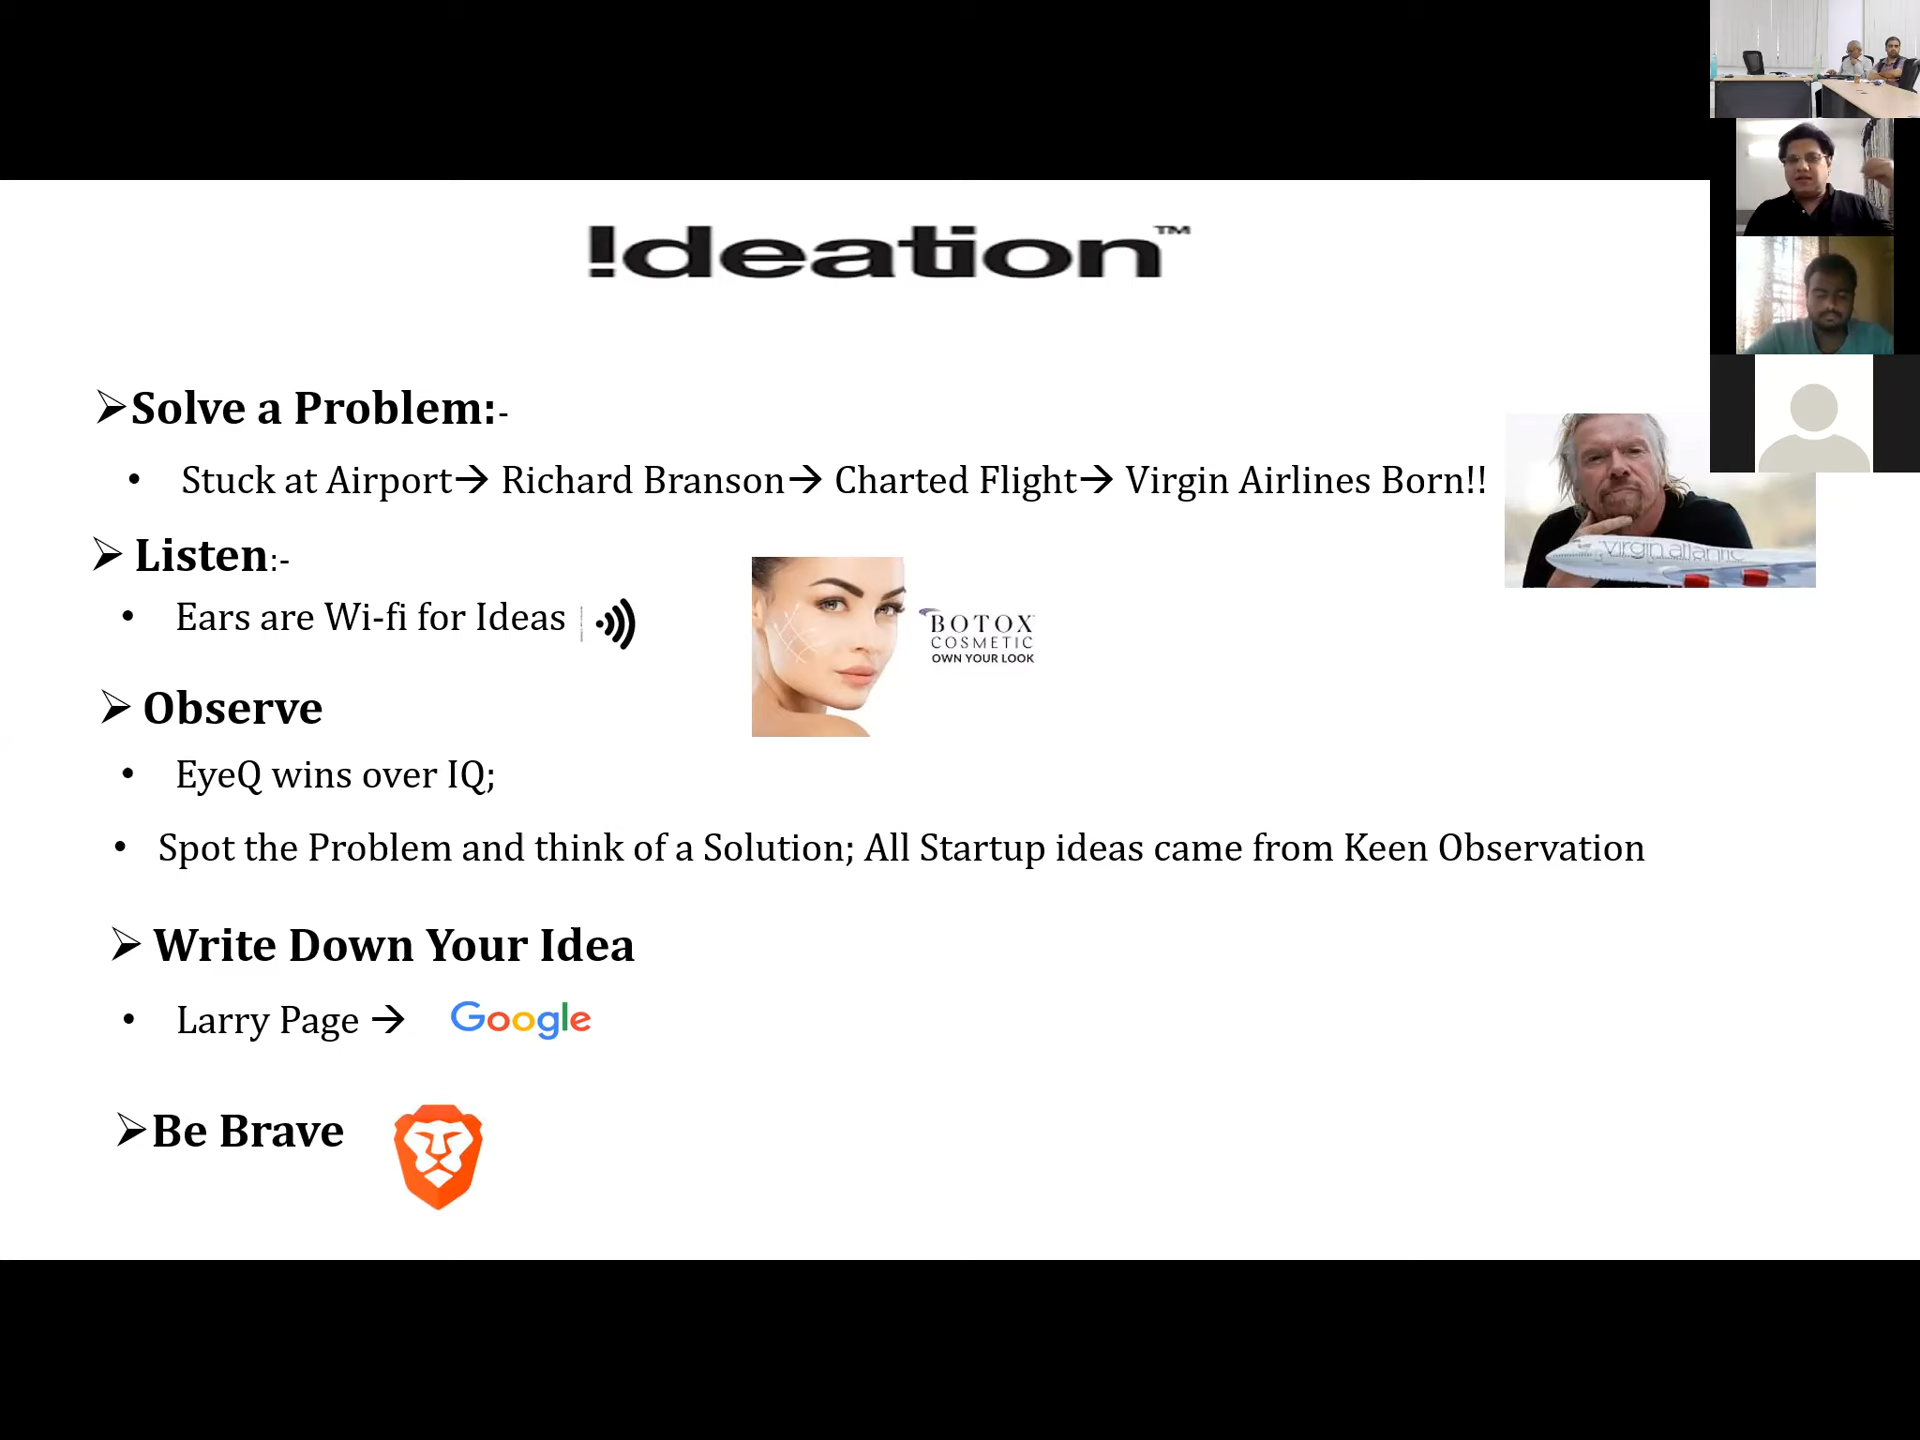 !deation™
➢Solve a Problem:-
• Stuck at Airport→ Richard Branson→ Charted Flight→ Virgin Airlines Born!!
virgin atlantic
➢ Listen:-
• Ears are Wi-fi for Ideas
BOTOX
COSMETIC
OWN YOUR LOOK
➢ Observe
• EyeQ wins over IQ;
• Spot the Problem and think of a Solution; All Startup ideas came from Keen Observation
➢ Write Down Your Idea
• Larry Page → Google
➢Be Brave